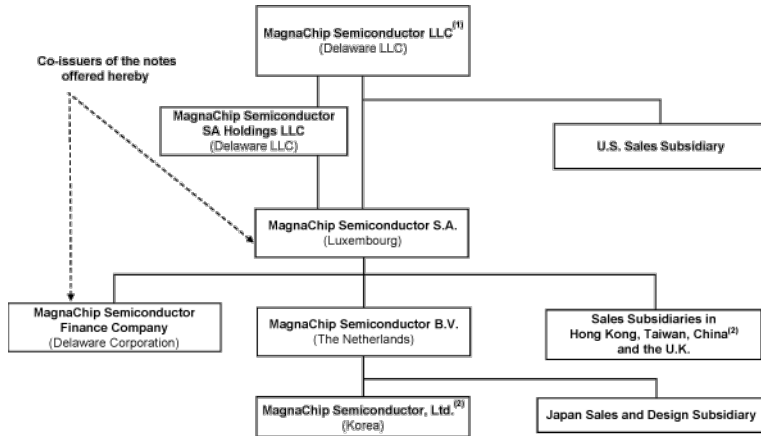 MagnaChip Semiconductor LLC(1)
(Delaware LLC)
Co-issuers of the notes
offered hereby
MagnaChip Semiconductor
SA Holdings LLC
(Delaware LLC)
U.S. Sales Subsidiary
MagnaChip Semiconductor S.A.
(Luxembourg)
MagnaChip Semiconductor
Finance Company
(Delaware Corporation)
MagnaChip Semiconductor B.V.
(The Netherlands)
Sales Subsidiaries in
Hong Kong, Taiwan, China(2)
and the U.K.
MagnaChip Semiconductor, Ltd.(2)
(Korea)
Japan Sales and Design Subsidiary